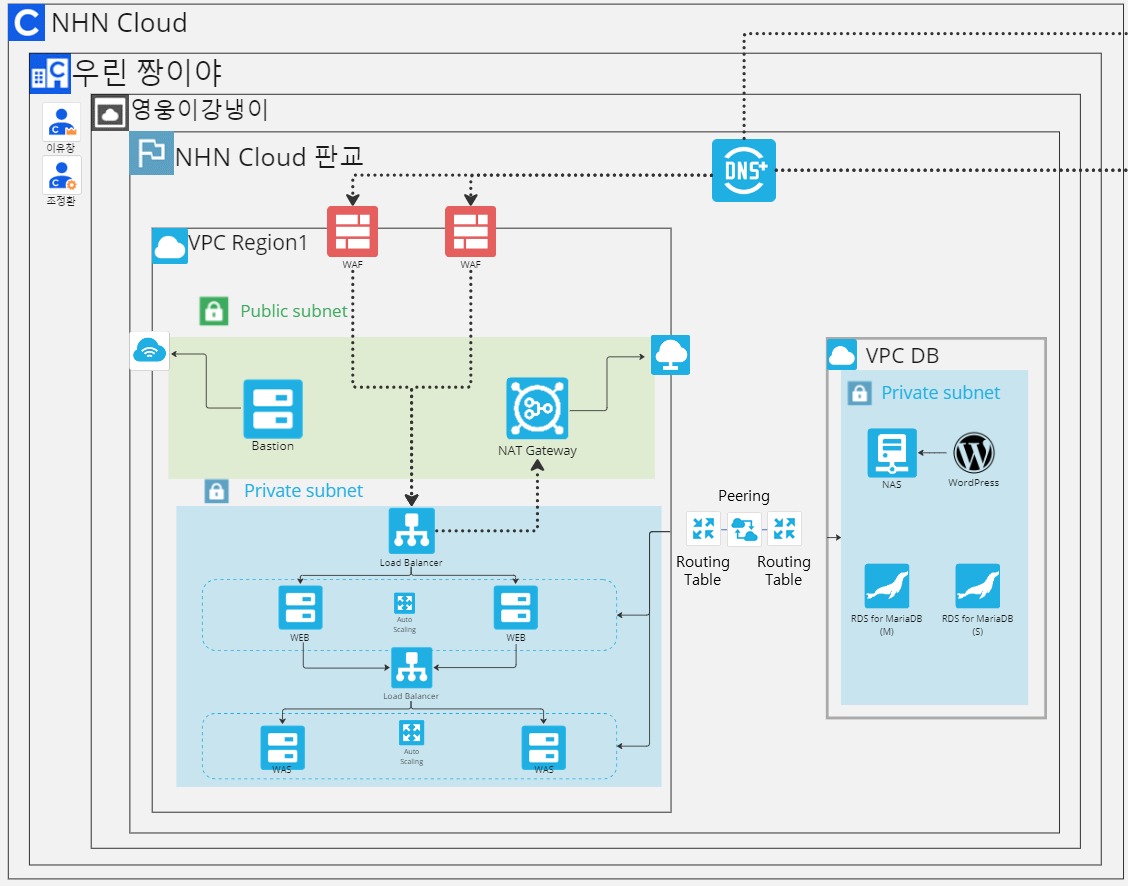 NHN Cloud
우린 짱이야
영웅이강냉이
이유창
조정환
NHN Cloud 판교
DNS+
WAF
WAF
VPC Region1
Public subnet
Bastion
NAT Gateway
Private subnet
Load Balancer
WEB
Auto
Scaling
WEB
Load Balancer
WAS
Auto
Scaling
WAS
Peering
Routing
Table
Routing
Table
VPC DB
Private subnet
NAS
WordPress
RDS for MariaDB
(M)
RDS for MariaDB
(S)